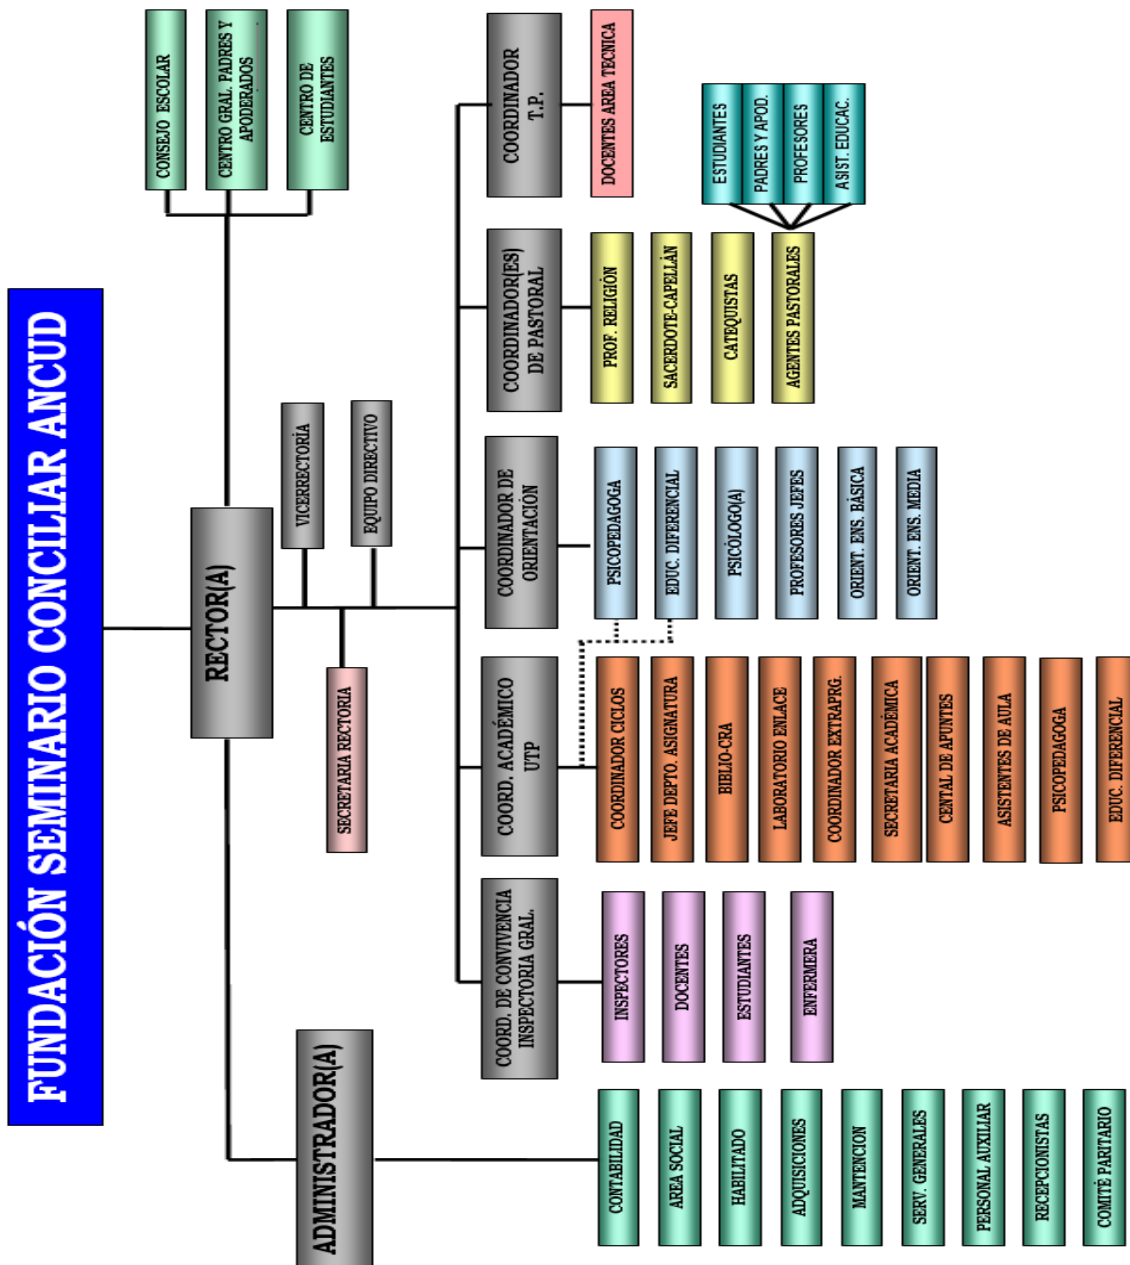 FUNDACIÓN SEMINARIO CONCILIAR ANCUD
CONSEJO ESCOLAR
CENTRO GRAL. PADRES Y
APODERADOS
CENTRO DE
ESTUDIANTES
RECTOR(A)
VICERRECTORÍA
EQUIPO DIRECTIVO
SECRETARIA RECTORIA
ADMINISTRADOR(A)
CONTABILIDAD
AREA SOCIAL
HABILITADO
ADQUISICIONES
MANTENCION
SERV. GENERALES
PERSONAL AUXILIAR
RECEPCIONISTAS
COMITÉ PARITARIO
COORD. DE CONVIVENCIA
INSPECTORIA GRAL.
INSPECTORES
DOCENTES
ESTUDIANTES
ENFERMERA
COORD. ACADÉMICO
UTP
COORDINADOR CICLOS
JEFE DEPTO. ASIGNATURA
BIBLIO-CRA
LABORATORIO ENLACE
COORDINADOR EXTRAPRG.
SECRETARIA ACADÉMICA
CENTAL DE APUNTES
ASISTENTES DE AULA
PSICOPEDAGOGA
EDUC. DIFERENCIAL
COORDINADOR DE
ORIENTACIÓN
PSICOPEDAGOGA
EDUC. DIFERENCIAL
PSICÓLOGO(A)
PROFESORES JEFES
ORIENT. ENS. BÁSICA
ORIENT. ENS. MEDIA
COORDINADOR(ES)
DE PASTORAL
PROF. RELIGIÓN
SACERDOTE-CAPELLÁN
CATEQUISTAS
AGENTES PASTORALES
ESTUDIANTES
PADRES Y APOD.
PROFESORES
ASIST. EDUCAC.
COORDINADOR
T.P.
DOCENTES AREA TECNICA